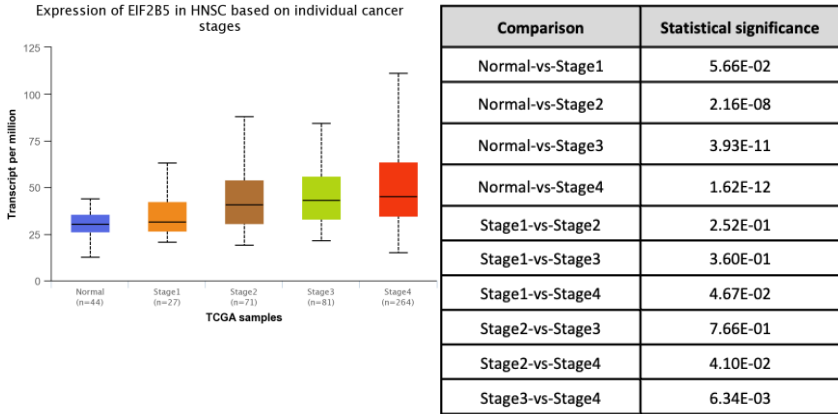 Expression of EIF2B5 in HNSC based on individual cancer
stages
125
100
75
50
25
0
Transcript per million
Normal
(n=44)
Stage1
(n=27)
Stage2
(n=71)
Stage3
(n=81)
Stage4
(n=264)
TCGA samples
Comparison Statistical significance
Normal-vs-Stage1 5.66E-02
Normal-vs-Stage2 2.16E-08
Normal-vs-Stage3 3.93E-11
Normal-vs-Stage4 1.62E-12
Stage1-vs-Stage2 2.52E-01
Stage1-vs-Stage3 3.60E-01
Stage1-vs-Stage4 4.67E-02
Stage2-vs-Stage3 7.66E-01
Stage2-vs-Stage4 4.10E-02
Stage3-vs-Stage4 6.34E-03